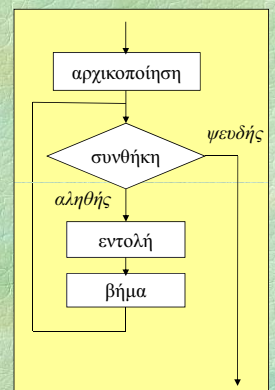 αρχικοποίηση
ψευδής
συνθήκη
αληθής
εντολή
βήμα